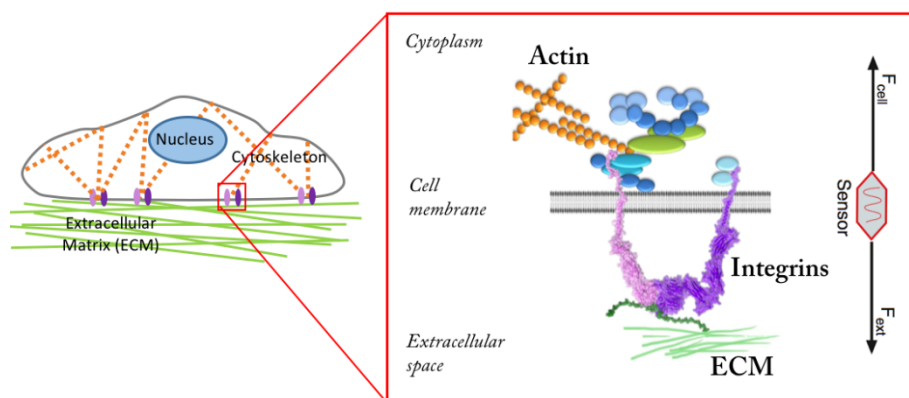 Nucleus
Cytoskeleton
Extracellular
Matrix (ECM)
Cytoplasm
Actin
Cell
membrane
Integrins
Extracellular
space
ECM
Fcell
Sensor
Fext